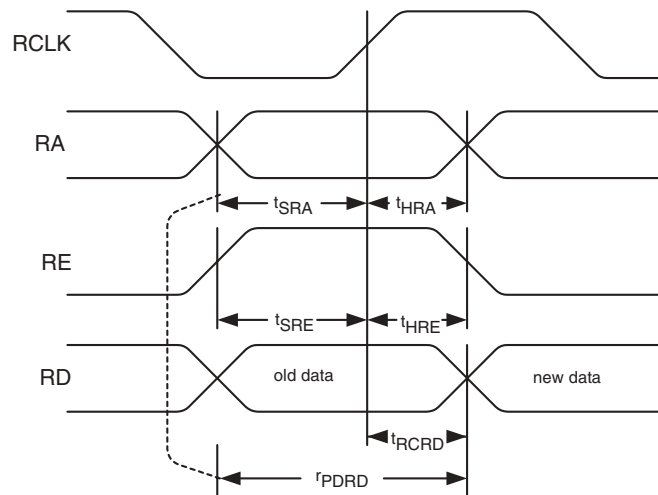 RCLK
RA
tSRA
tHRA
RE
tSRE
tHRE
RD
old data
new data
tRCRD
rPDRD